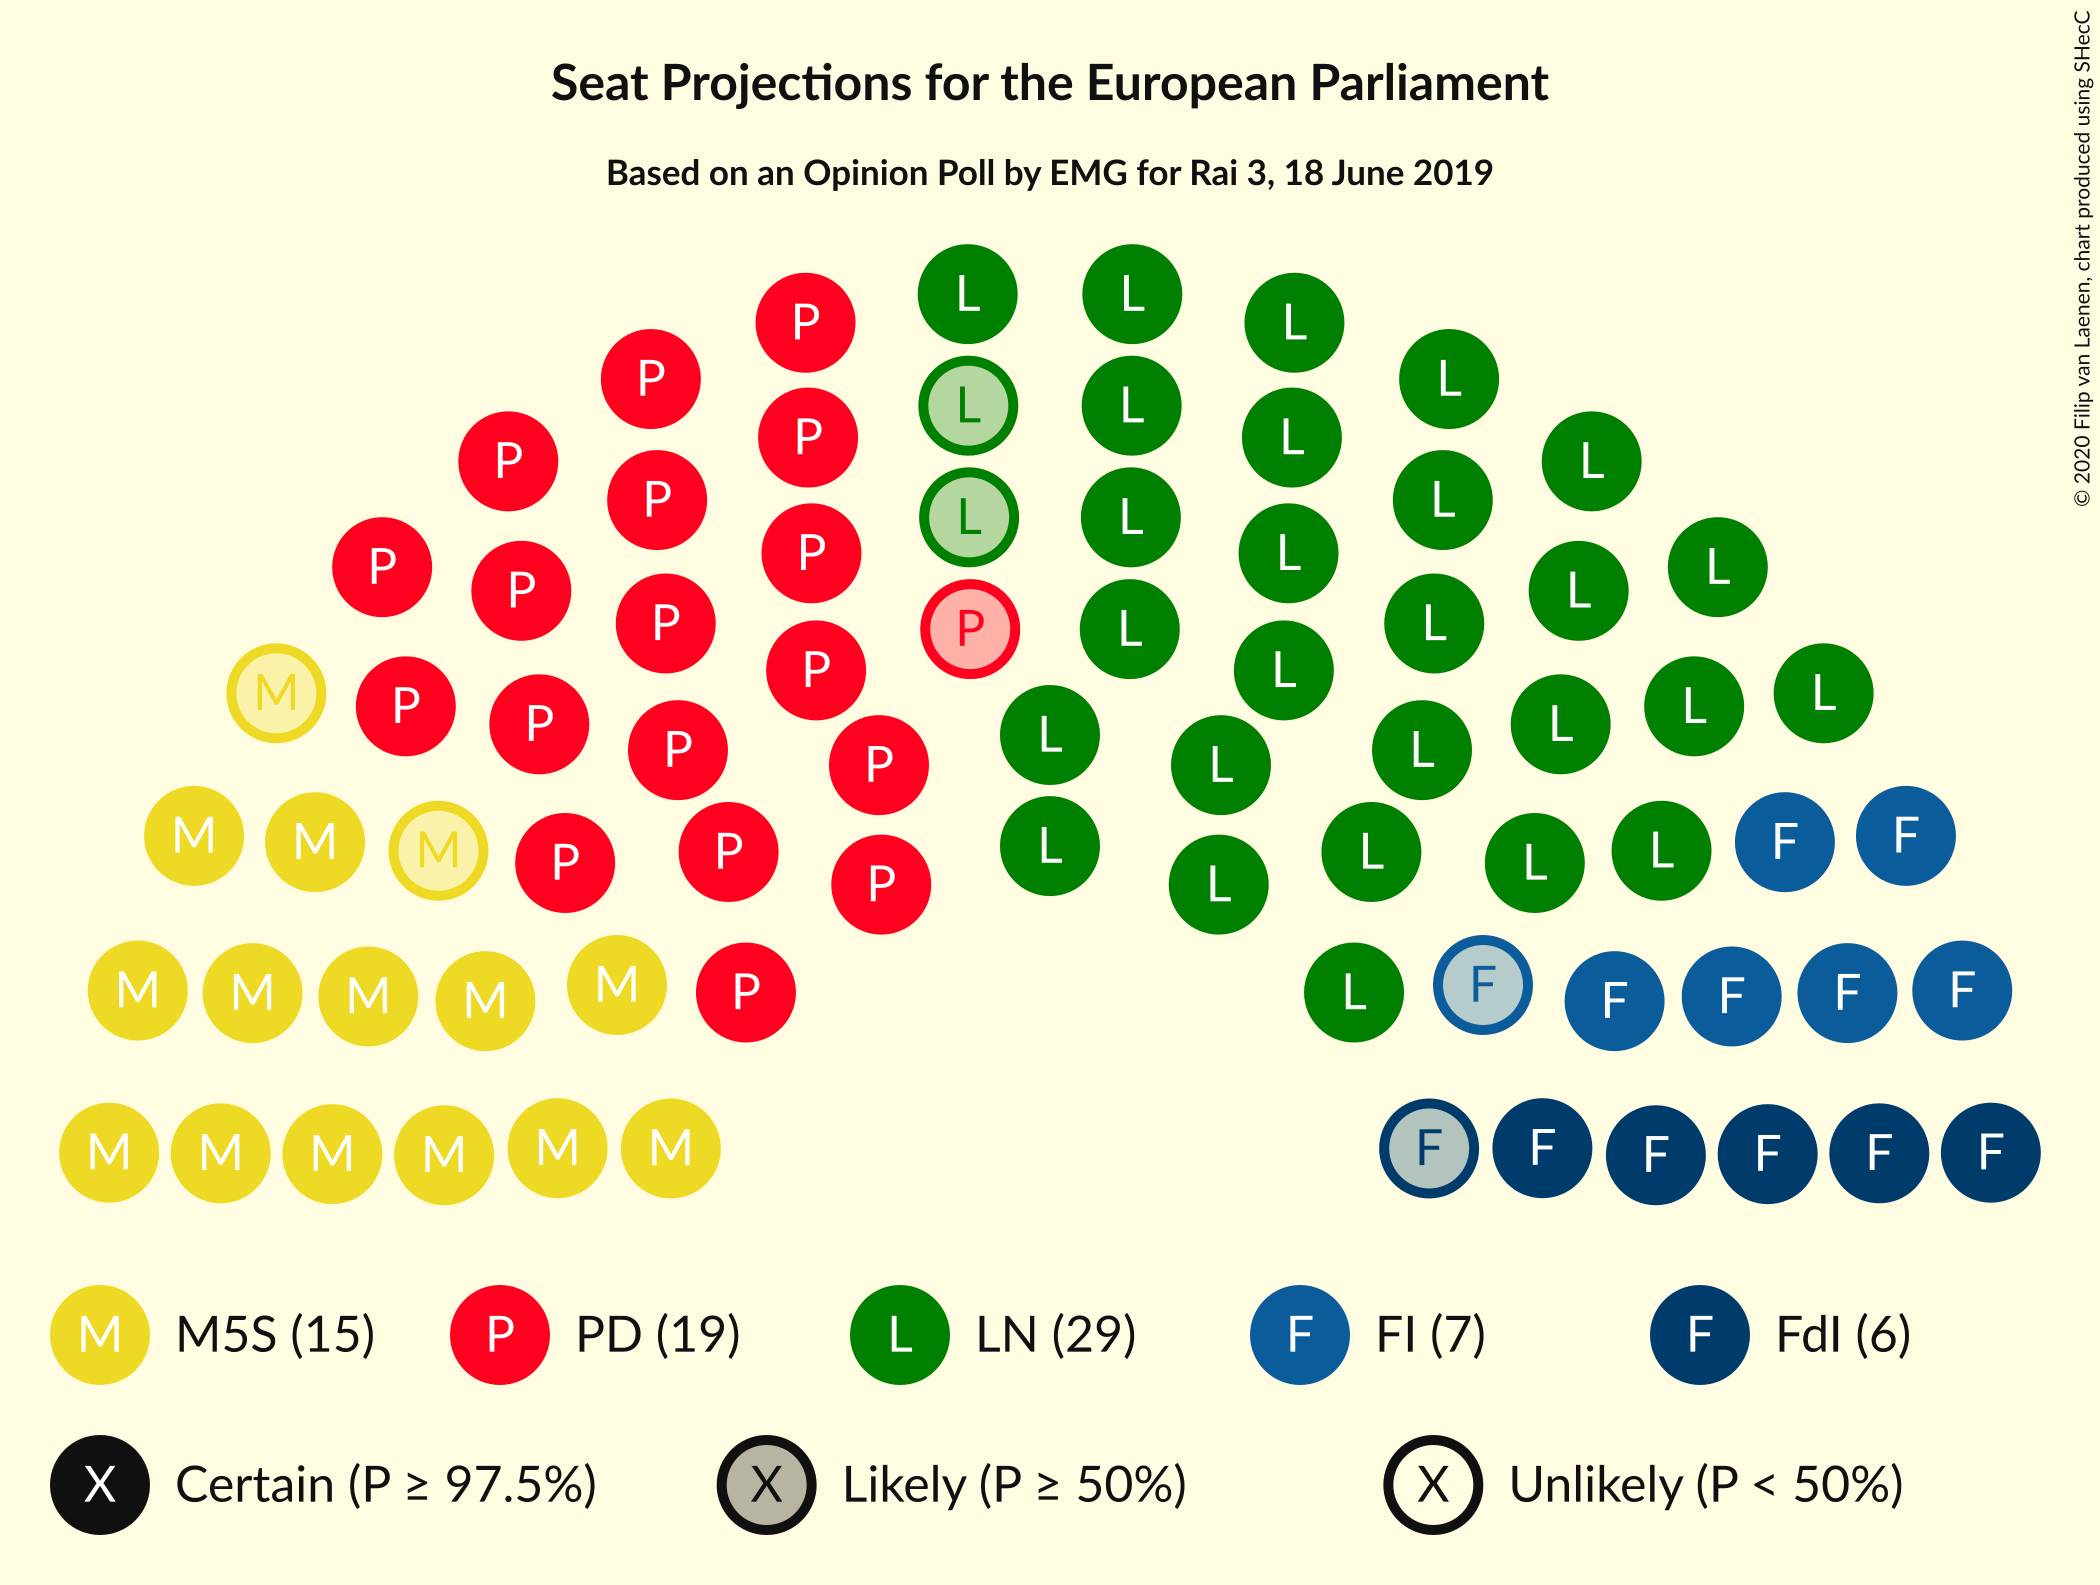 Seat Projections for the European Parliament
Based on an Opinion Poll by EMG for Rai 3, 18 June 2019
© 2020 Filip van Laenen, chart produced using SHecC
L L
P L
P L
L L
P L
P L
P L
L L
P L
P L
P L
P L
P L
P L
P L
M L
P L
P L
P L
L
P L
M F
M F
M L
P L
P L
L
P L
M F
M F
M F
M F
M F
P L
M F
M F
M F
M F
M F
M F
M M5S (15) P PD (19) L LN (29) F FI (7) F FdI (6)
X Certain (P ≥ 97.5%) X Likely (P ≥ 50%) X Unlikely (P < 50%)